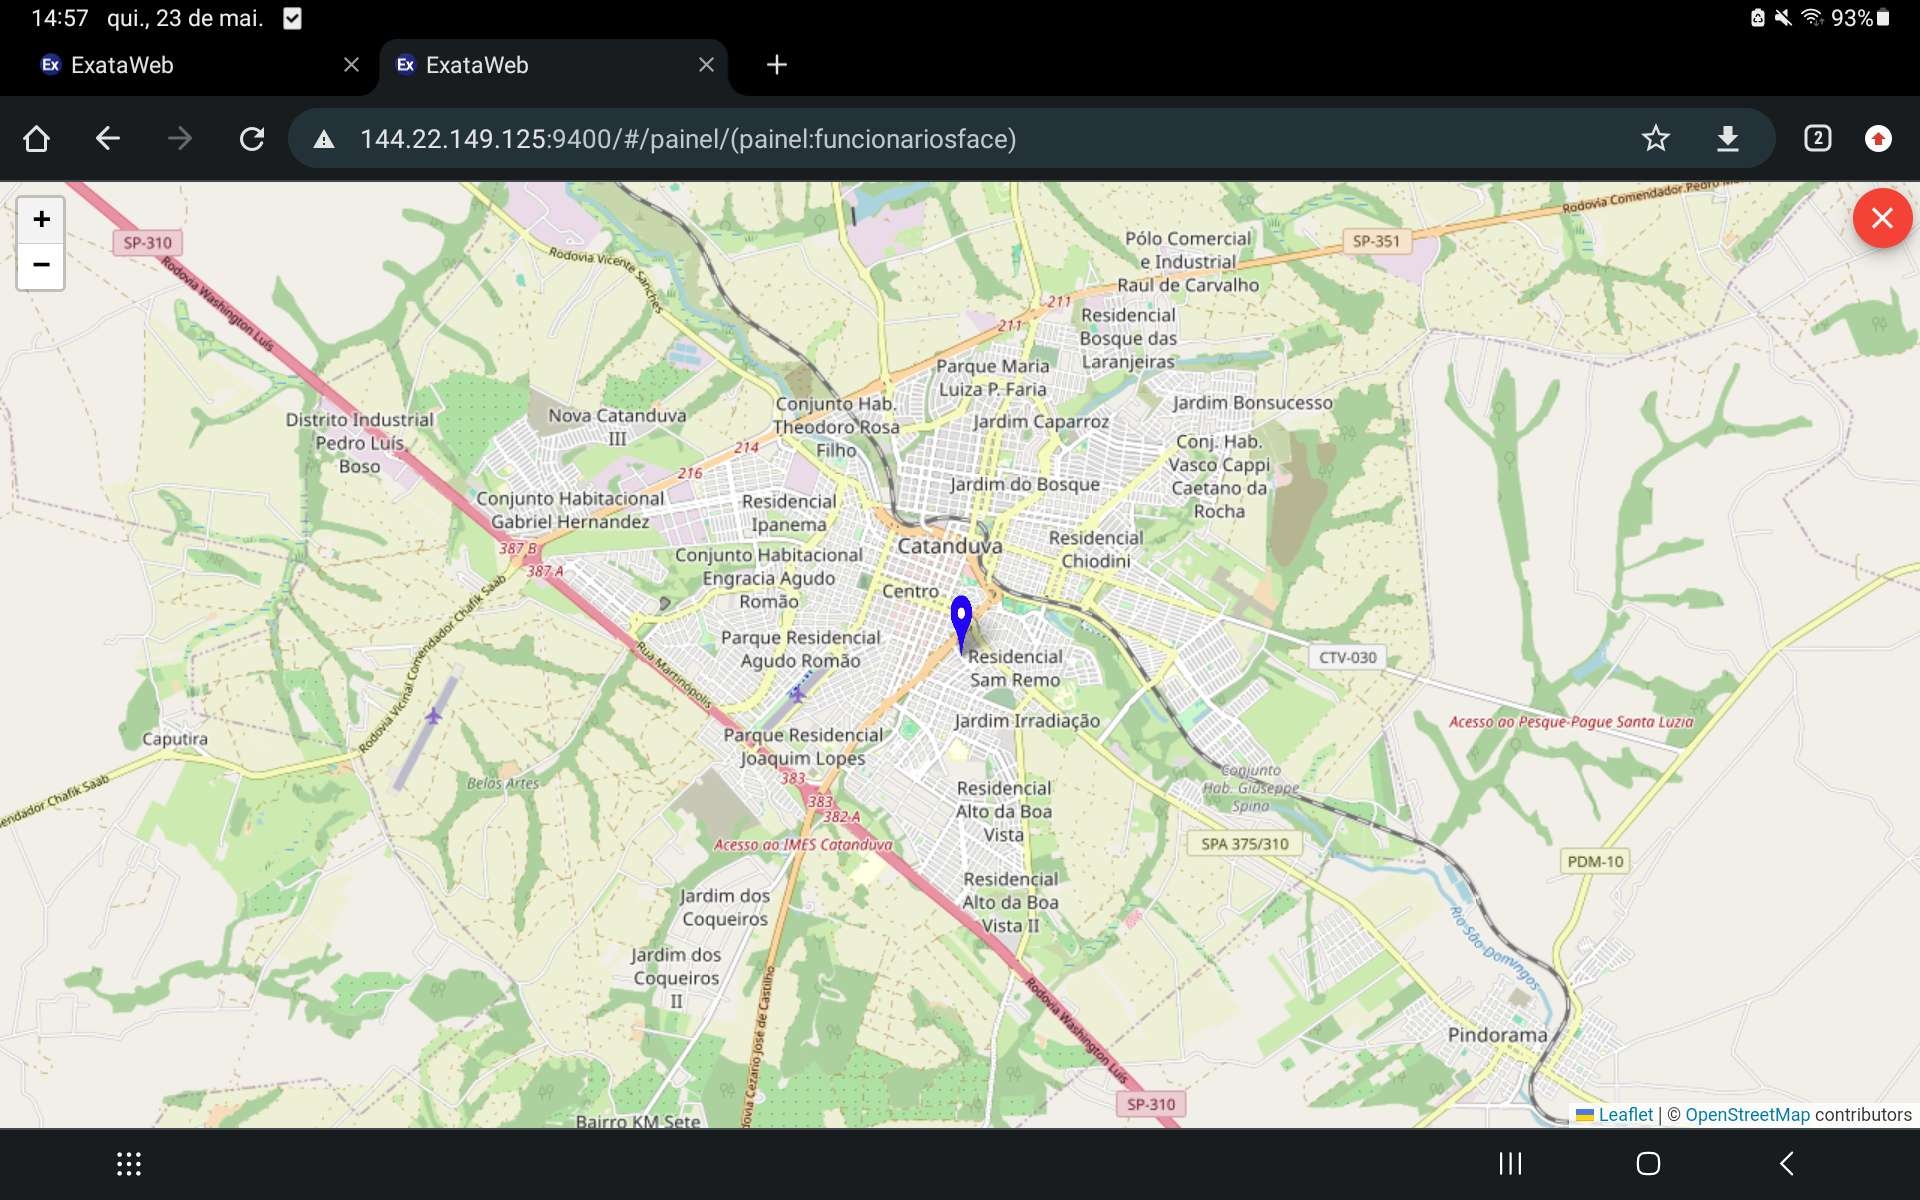 14:57 qui., 23 de mai.
93%
Ex ExataWeb
Ex ExataWeb
144.22.149.125:9400/#/painel/(painel:funcionariosface)
2
+
−
SP-310
Rodovia Washington Luís
Rodovia Vicente Sanches
Pólo Comercial
e Industrial
Raul de Carvalho
SP-351
Rodovia Comendador Pedro
211
211
Residencial
Bosque das
Laranjeiras
Parque Maria
Luiza P. Faria
Jardim Caparroz
Jardim Bonsucesso
Distrito Industrial
Pedro Luís
Boso
Nova Catanduva
III
Conjunto Hab.
Theodoro Rosa
Filho
214
216
Conj. Hab.
Vasco Cappi
Caetano da
Rocha
Jardim do Bosque
Conjunto Habitacional
Gabriel Hernandez
Residencial
Ipanema
387 B
387 A
Catanduva
Residencial
Chiodini
Conjunto Habitacional
Engracia Agudo
Romão
Centro
Parque Residencial
Agudo Romão
Residencial
Sam Remo
CTV-030
Rua Martinópolis
Rodovia Vicinal Comendador Chafik Saab
Caputira
Jardim Irradiação
Acesso ao Pesque-Pague Santa Luzia
Parque Residencial
Joaquim Lopes
383
383
382-A
Belas Artes
endador Chafik Saab
Conjunto
Hab. Giuseppe
Spina
Residencial
Alto da Boa
Vista
Acesso ao IMES Catanduva
SPA 375/310
PDM-10
Jardim dos
Coqueiros
Residencial
Alto da Boa
Vista II
Jardim dos
Coqueiros
II
Rio São Domingos
dovia Cezario José de Castilho
Rodovia Washington Luís
Pindorama
SP-310
Bairro KM Sete
Leaflet | © OpenStreetMap contributors